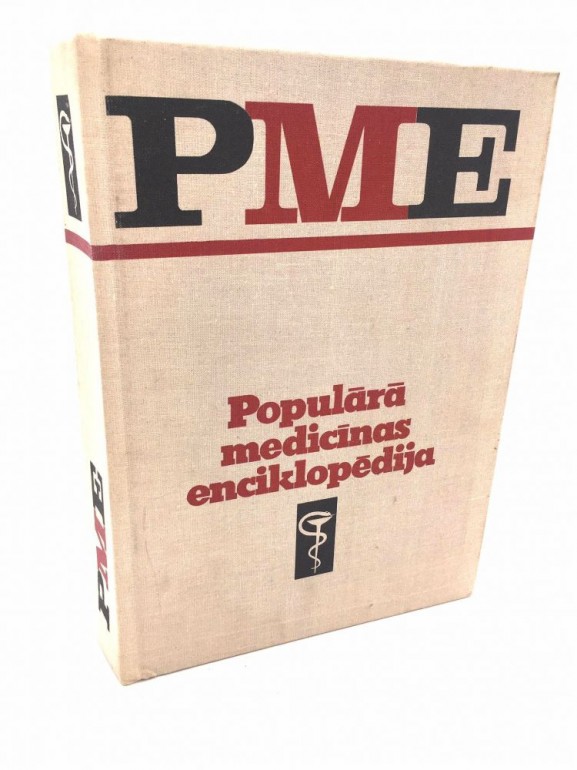 PME
Populārā
medicīnas
enciklopēdija
PME